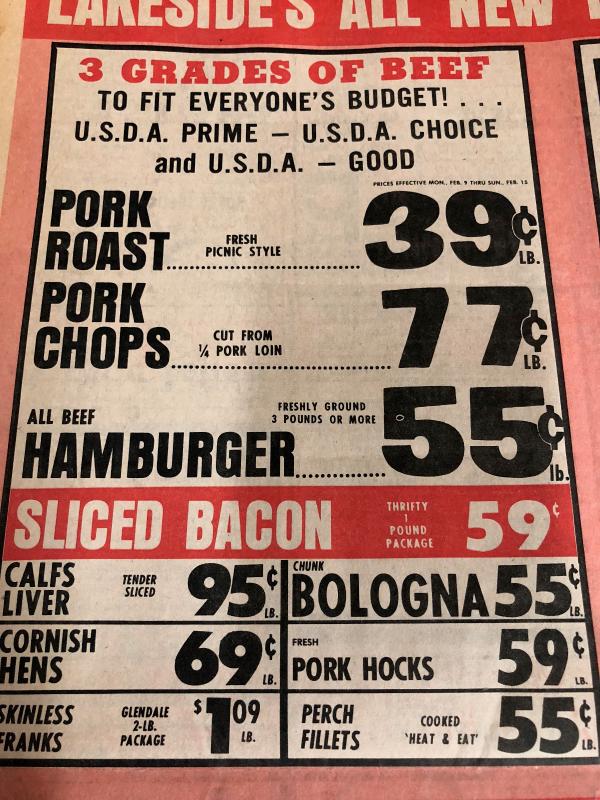 LAKESIDE'S ALL NEW
3 GRADES OF BEEF
TO FIT EVERYONE'S BUDGET! . . .
U.S.D.A. PRIME — U.S.D.A. CHOICE
and U.S.D.A. — GOOD
PRICES EFFECTIVE MON., FEB. 9 THRU SUN., FEB. 15
PORK
ROAST
FRESH
PICNIC STYLE
39¢
LB.
PORK
CHOPS
CUT FROM
¼ PORK LOIN
77¢
LB.
ALL BEEF
HAMBURGER
FRESHLY GROUND
3 POUNDS OR MORE
55¢
lb.
SLICED BACON
THRIFTY
1
POUND
PACKAGE
59¢
CALFS
LIVER
TENDER
SLICED
95¢
LB.
CHUNK
BOLOGNA
55¢
LB.
CORNISH
HENS
69¢
LB.
FRESH
PORK HOCKS
59¢
LB.
SKINLESS
FRANKS
GLENDALE
2-LB.
PACKAGE
$1.09
LB.
PERCH
FILLETS
COOKED
'HEAT & EAT'
55¢
LB.